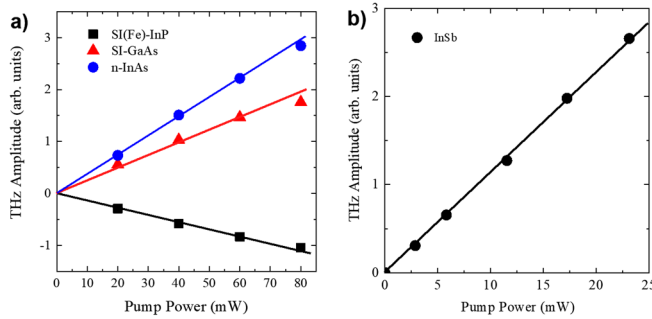 a)
SI(Fe)-InP
SI-GaAs
n-InAs
THz Amplitude (arb. units)
3
2
1
0
-1
0 10 20 30 40 50 60 70 80
Pump Power (mW)
b)
InSb
THz Amplitude (arb. units)
3
2
1
0
0 5 10 15 20 25
Pump Power (mW)